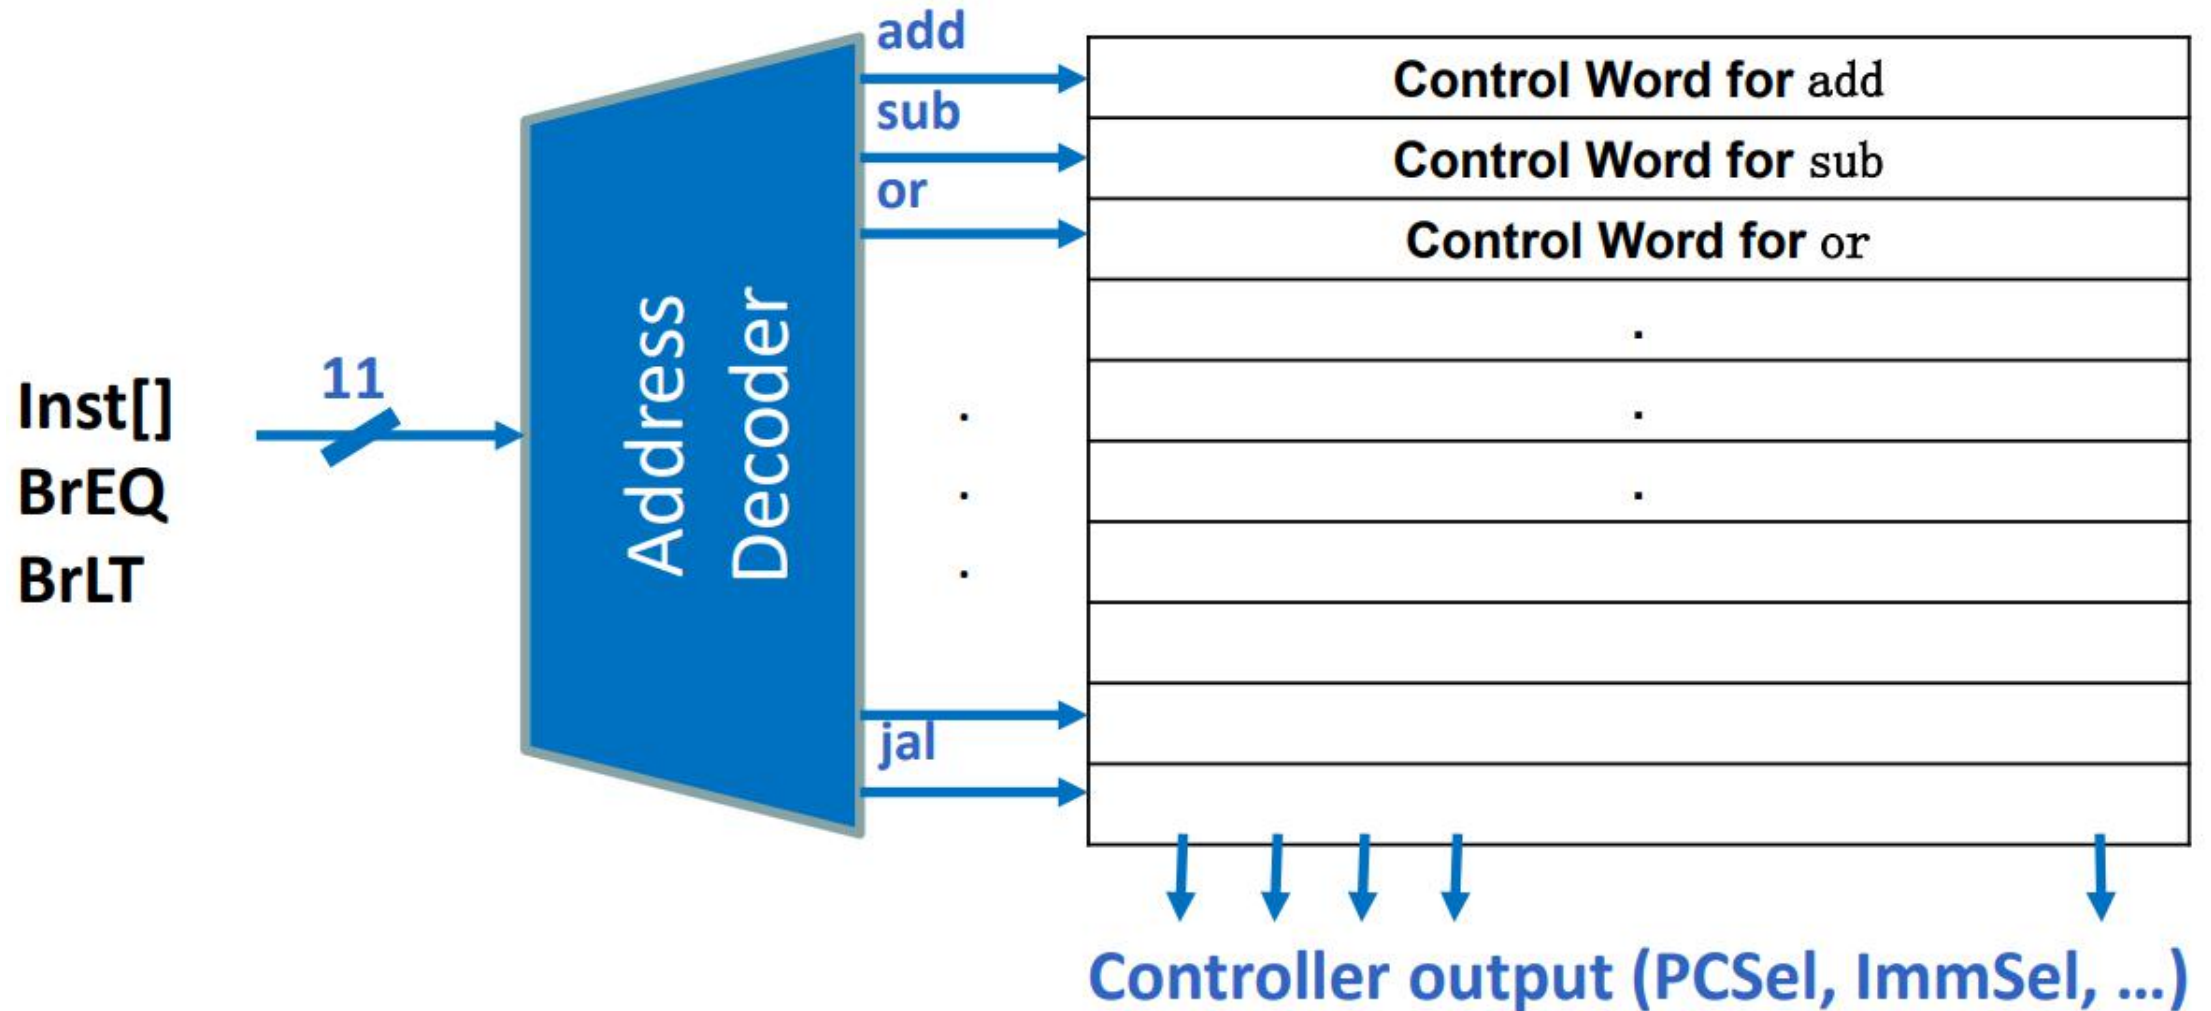 add
Control Word for add
sub
Control Word for sub
or
Control Word for or
.
.
.
11
Inst[]
BrEQ
BrLT
Address
Decoder
.
.
.
jal
Controller output (PCSel, ImmSel, ...)